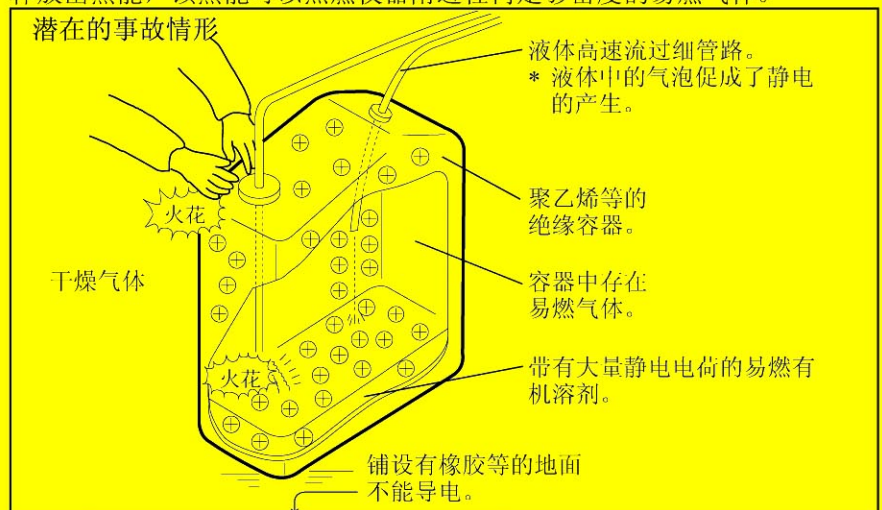 潜在的事故情形
液体高速流过细管路。
* 液体中的气泡促成了静电
的产生。
聚乙烯等的
绝缘容器。
火花
干燥气体
容器中存在
易燃气体。
火花
带有大量静电电荷的易燃有
机溶剂。
铺设有橡胶等的地面
不能导电。